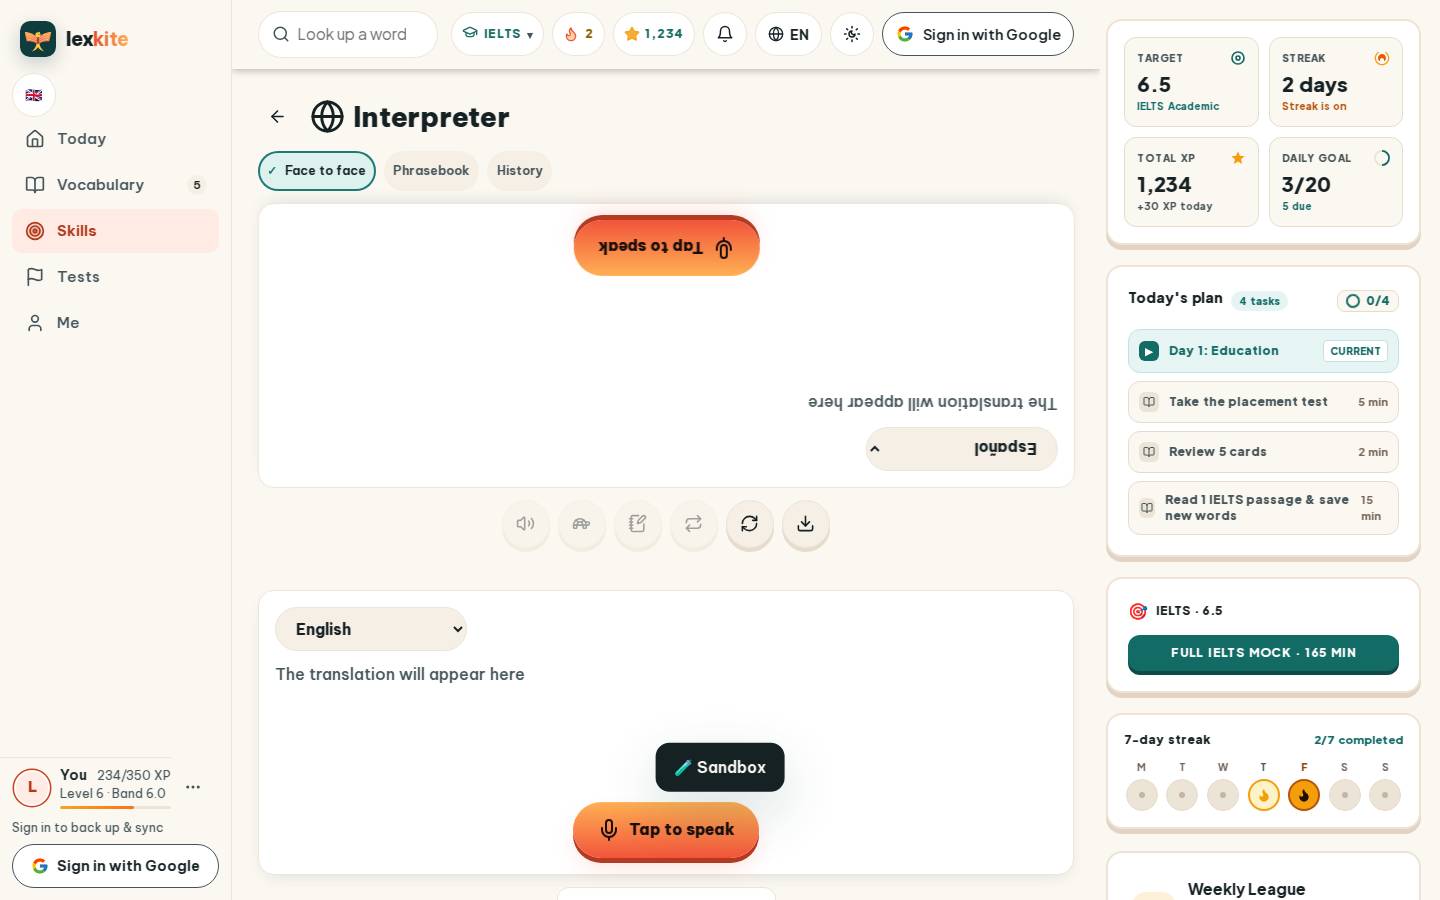 lexkite
Today
Vocabulary 5
Skills
Tests
Me
You 234/350 XP
Level 6 · Band 6.0
L
Sign in to back up & sync
Sign in with Google
Look up a word
IELTS ▾
2
1,234
EN
Sign in with Google
Interpreter
✓ Face to face
Phrasebook
History
Tap to speak
The translation will appear here
Español
English
The translation will appear here
Sandbox
Tap to speak
TARGET
6.5
IELTS Academic
STREAK
2 days
Streak is on
TOTAL XP
1,234
+30 XP today
DAILY GOAL
3/20
5 due
Today's plan 4 tasks 0/4
Day 1: Education CURRENT
Take the placement test 5 min
Review 5 cards 2 min
Read 1 IELTS passage & save 15
new words min
IELTS · 6.5
FULL IELTS MOCK · 165 MIN
7-day streak 2/7 completed
M T W T F S S
Weekly League